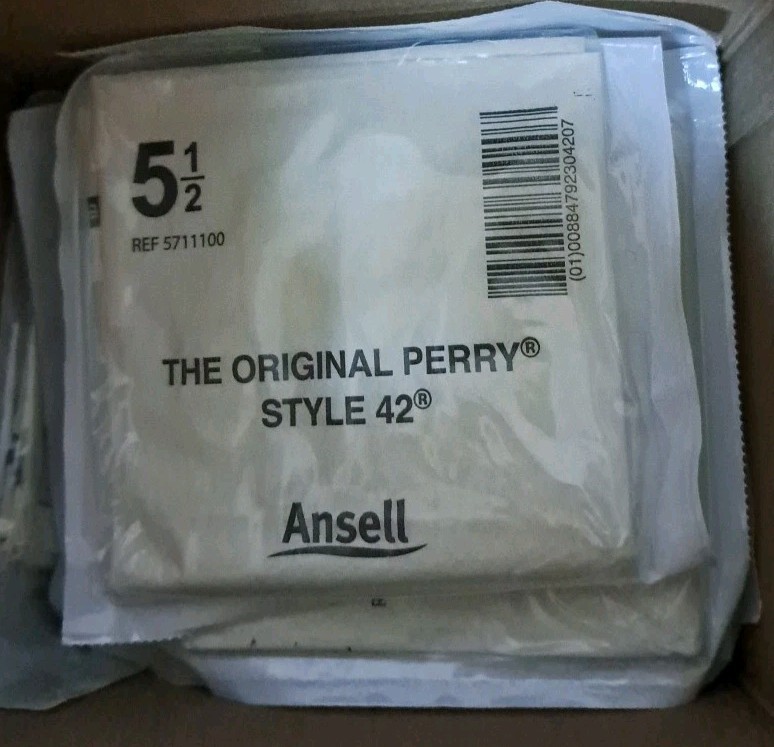 5 1/2
REF 5711100
(01)00884792304207
THE ORIGINAL PERRY®
STYLE 42®
Ansell